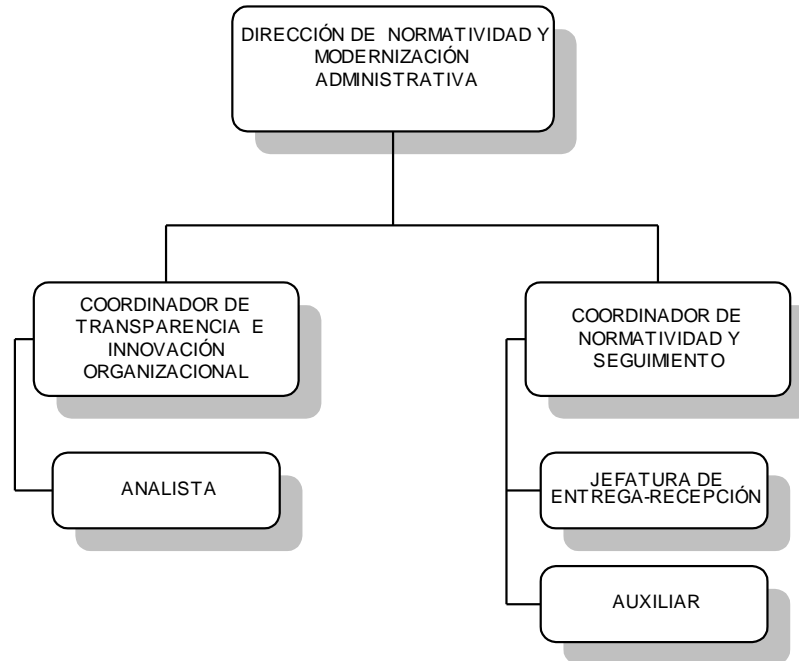 DIRECCIÓN DE NORMATIVIDAD Y
MODERNIZACIÓN
ADMINISTRATIVA
COORDINADOR DE
TRANSPARENCIA E
INNOVACIÓN
ORGANIZACIONAL
COORDINADOR DE
NORMATIVIDAD Y
SEGUIMIENTO
ANALISTA
JEFATURA DE
ENTREGA-RECEPCIÓN
AUXILIAR